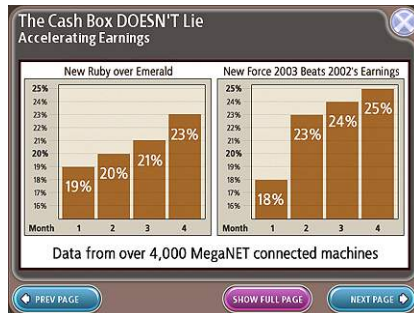 The Cash Box DOESN'T Lie
Accelerating Earnings
New Ruby over Emerald
25%
24%
23%
22%
21%
20%
19%
18%
17%
16%
19%
20%
21%
23%
Month 1 2 3 4
New Force 2003 Beats 2002's Earnings
25%
24%
23%
22%
21%
20%
19%
18%
17%
16%
18%
23%
24%
25%
Month 1 2 3 4
Data from over 4,000 MegaNET connected machines
PREV PAGE
SHOW FULL PAGE
NEXT PAGE